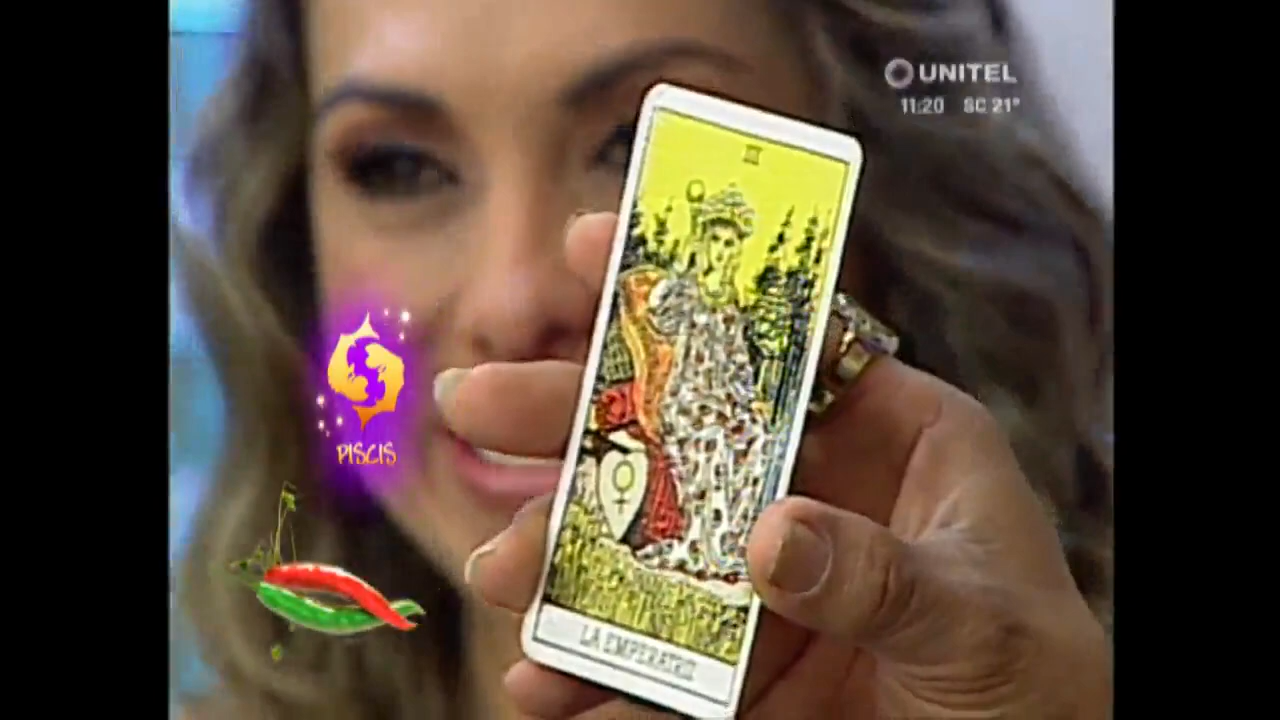 UNITEL
11:20 SC 21°
III
PISCIS
LA EMPERATRIZ